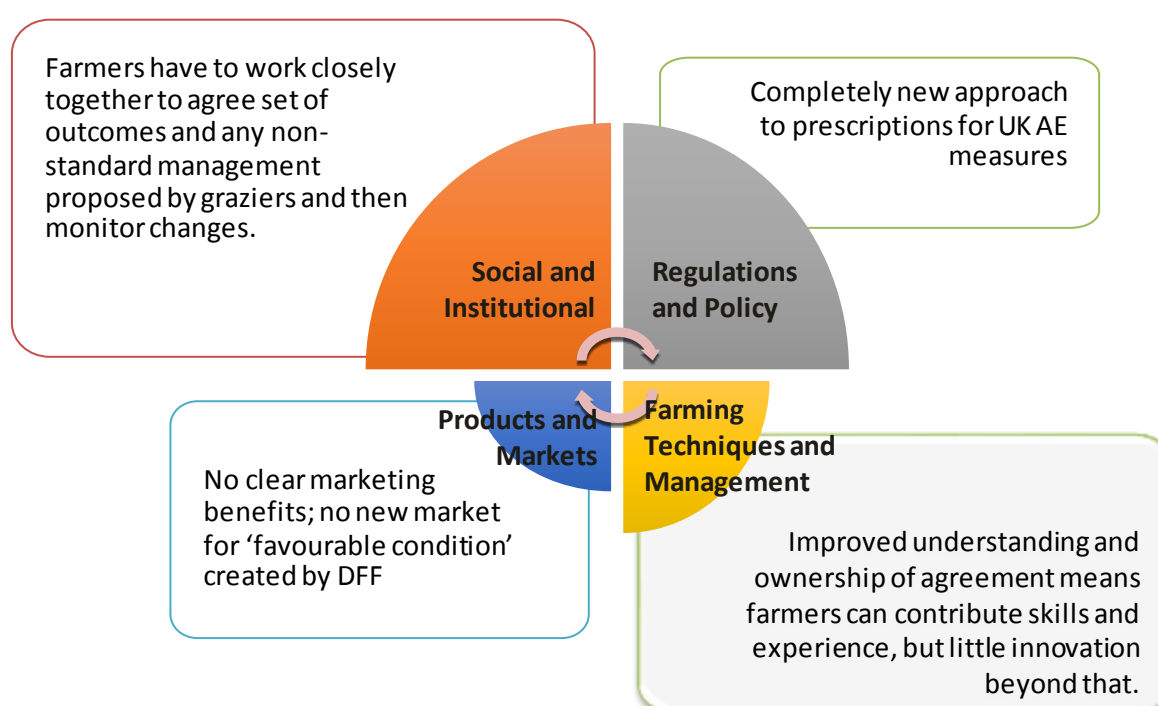 Farmers have to work closely
together to agree set of
outcomes and any non-
standard management
proposed by graziers and then
monitor changes.
Completely new approach
to prescriptions for UK AE
measures
Social and
Institutional
Regulations
and Policy
Products and
Markets
Farming
Techniques and
Management
No clear marketing
benefits; no new market
for ‘favourable condition’
created by DFF
Improved understanding and
ownership of agreement means
farmers can contribute skills and
experience, but little innovation
beyond that.